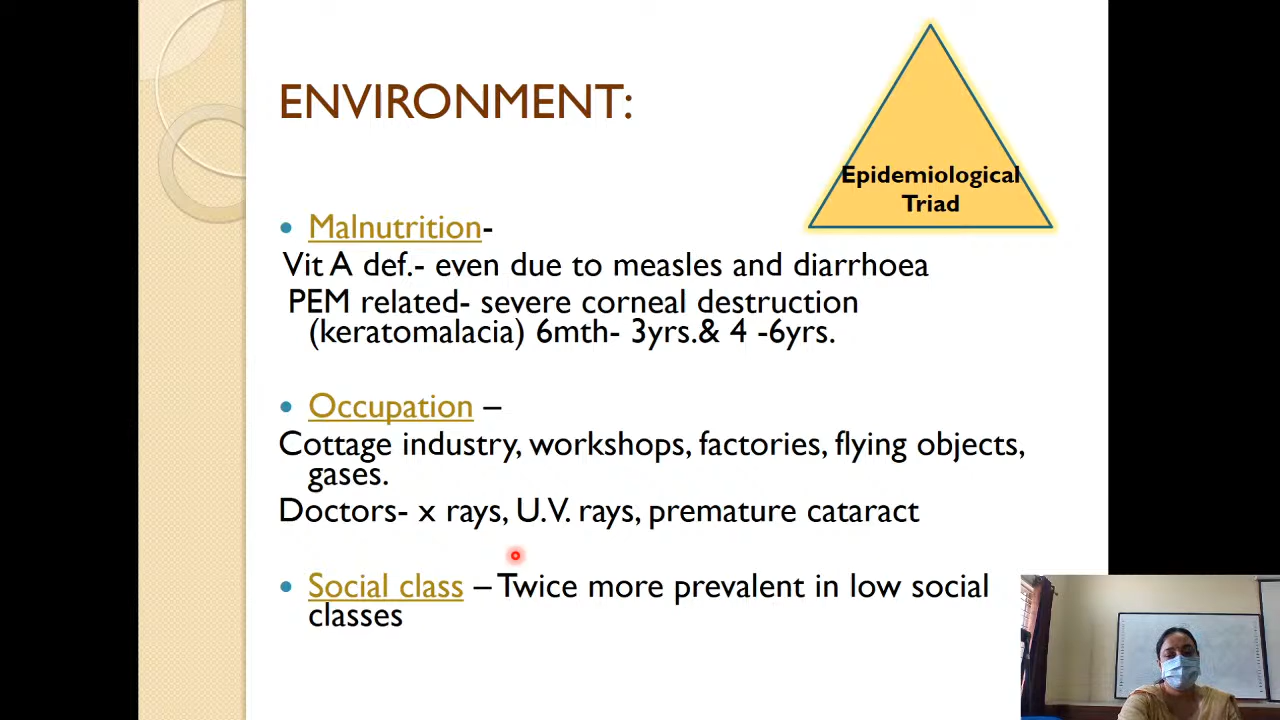 ENVIRONMENT:
Epidemiological
Triad
• Malnutrition-
Vit A def.- even due to measles and diarrhoea
PEM related- severe corneal destruction
(keratomalacia) 6mth- 3yrs.& 4 -6yrs.
• Occupation –
Cottage industry, workshops, factories, flying objects,
gases.
Doctors- x rays, U.V. rays, premature cataract
• Social class – Twice more prevalent in low social
classes